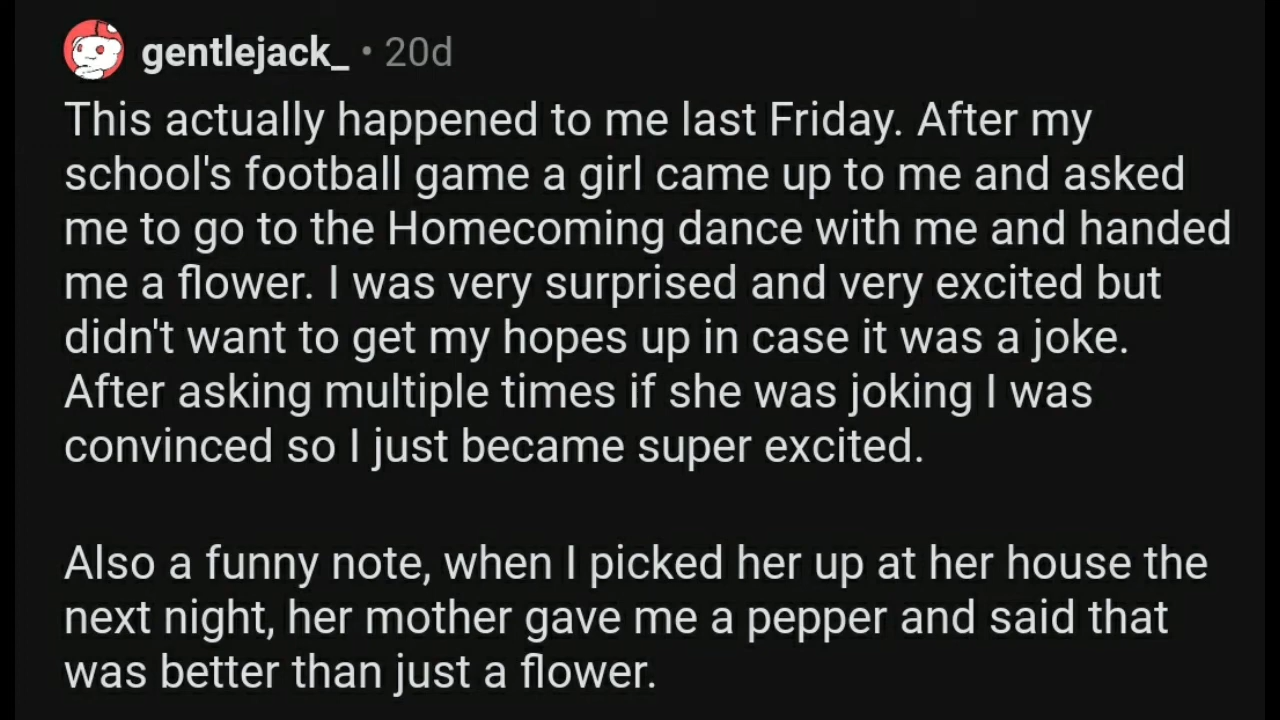 gentlejack_ • 20d
This actually happened to me last Friday. After my
school's football game a girl came up to me and asked
me to go to the Homecoming dance with me and handed
me a flower. I was very surprised and very excited but
didn't want to get my hopes up in case it was a joke.
After asking multiple times if she was joking I was
convinced so I just became super excited.
Also a funny note, when I picked her up at her house the
next night, her mother gave me a pepper and said that
was better than just a flower.